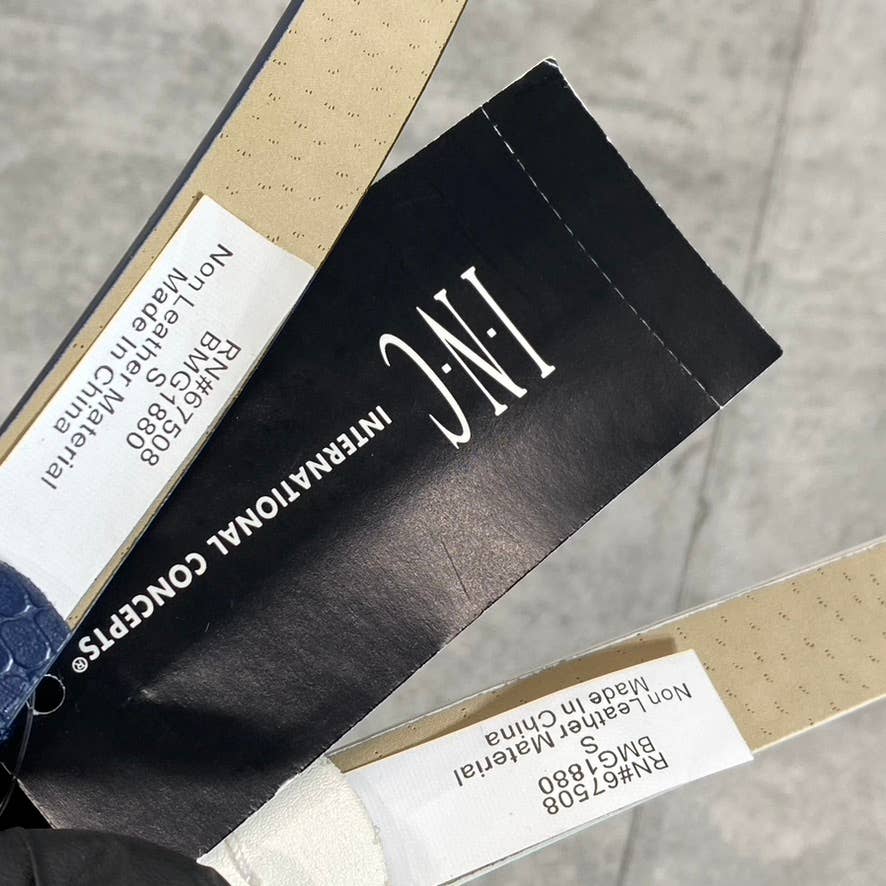 RN#67508
BMG1880
S
Non Leather Material
Made In China
I·N·C
INTERNATIONAL CONCEPTS®
RN#67508
BMG1880
S
Non Leather Material
Made In China